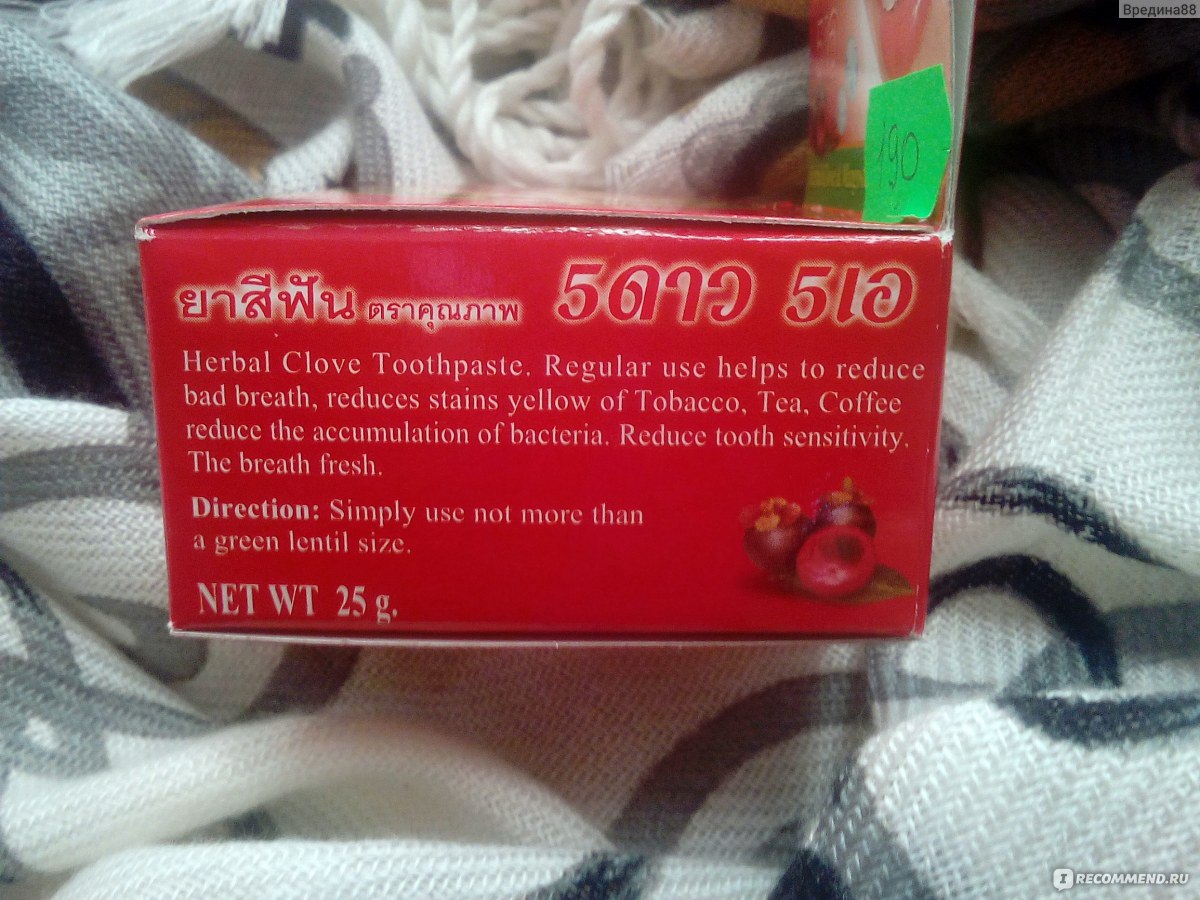 Вредина88
190
ยาสีฟัน ตราคุณภาพ 5ดาว 5เอ
Herbal Clove Toothpaste. Regular use helps to reduce
bad breath, reduces stains yellow of Tobacco, Tea, Coffee
reduce the accumulation of bacteria. Reduce tooth sensitivity.
The breath fresh.
Direction: Simply use not more than
a green lentil size.
NET WT 25 g.
IRECOMMEND.RU